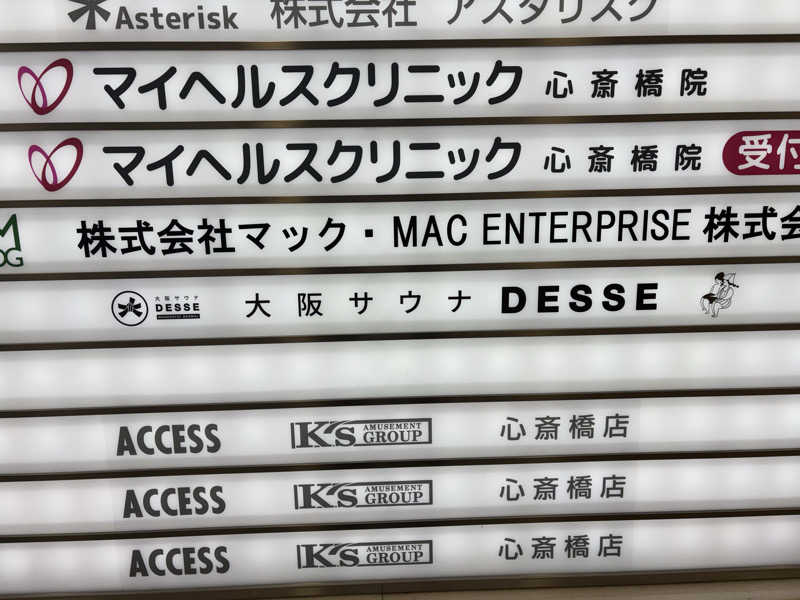 Asterisk 株式会社 アスタリスク
マイヘルスクリニック 心斎橋院
マイヘルスクリニック 心斎橋院 受付
株式会社マック・MAC ENTERPRISE 株式会
大阪サウナ DESSE 大阪サウナ DESSE
ACCESS K's AMUSEMENT GROUP 心斎橋店
ACCESS K's AMUSEMENT GROUP 心斎橋店
ACCESS K's AMUSEMENT GROUP 心斎橋店